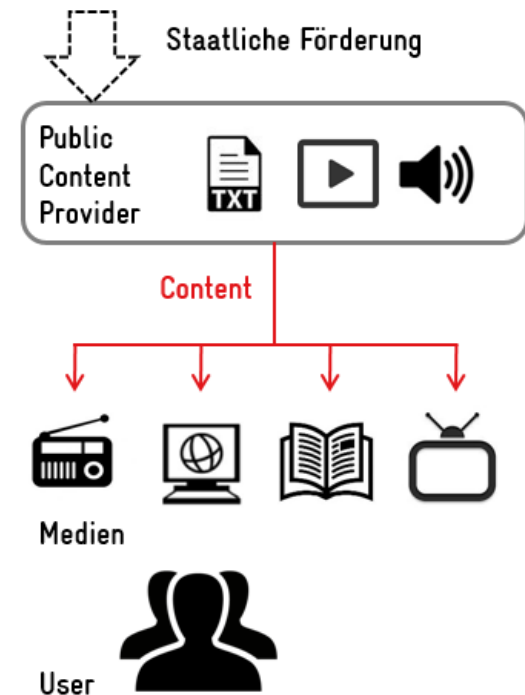 Staatliche Förderung
Public
Content
Provider
TXT
Content
Medien
User